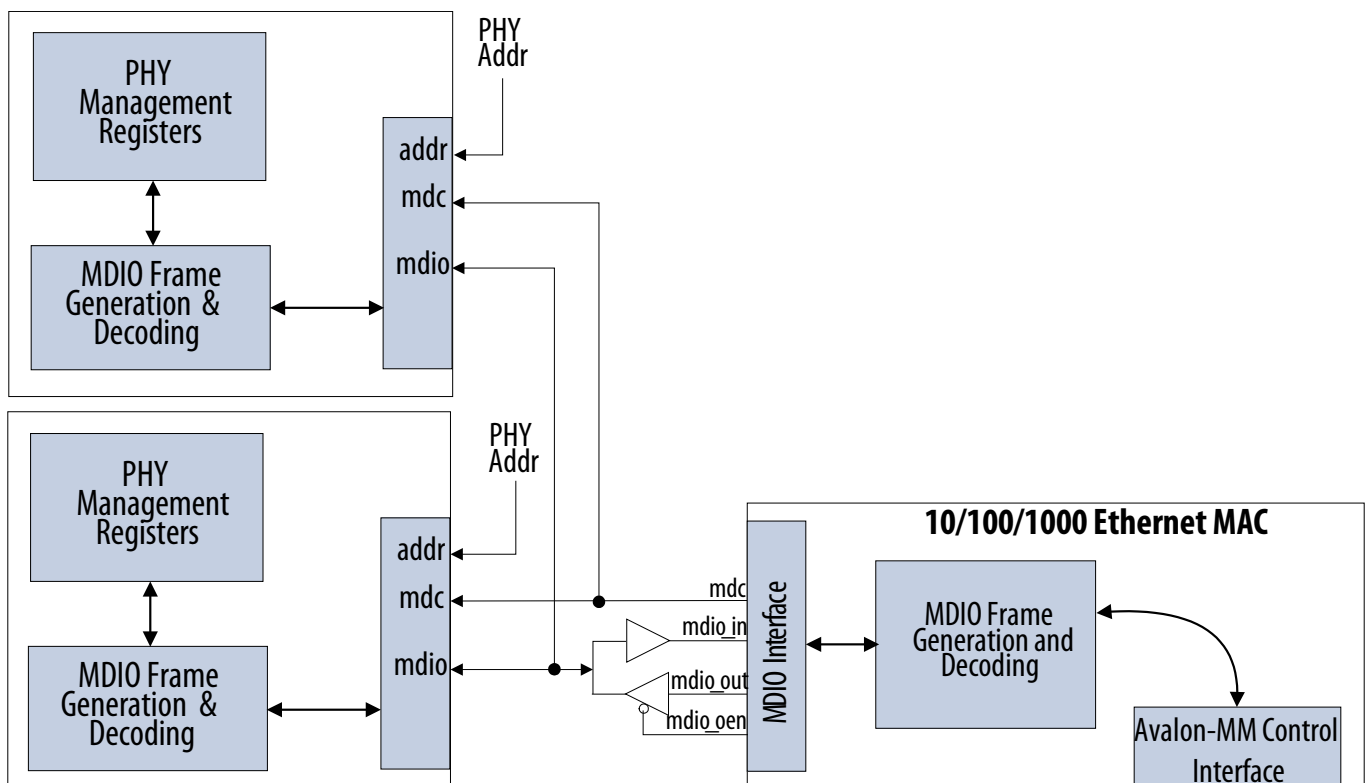 PHY
Management
Registers
MDIO Frame
Generation &
Decoding
addr
mdc
mdio
PHY
Addr
PHY
Management
Registers
MDIO Frame
Generation &
Decoding
addr
mdc
mdio
PHY
Addr
10/100/1000 Ethernet MAC
mdc
mdio_in
mdio_out
mdio_oen
MDIO Interface
MDIO Frame
Generation and
Decoding
Avalon-MM Control
Interface